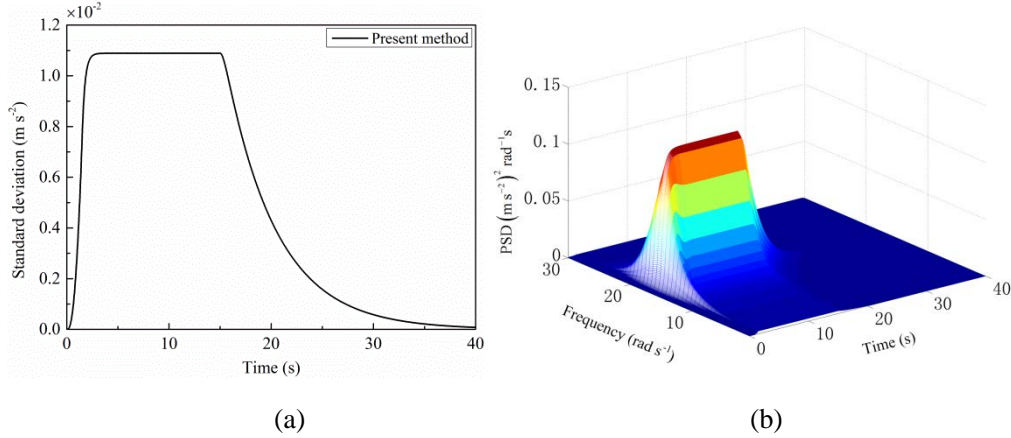 ×10⁻²
1.2
1.0
0.8
0.6
0.4
0.2
0.0
Standard deviation (m s⁻²)
Present method
0 10 20 30 40
Time (s)
0.15
0.1
0.05
0
PSD (m s⁻²)² rad⁻¹s
30
20
10
0
Frequency (rad s⁻¹)
10
20
30
40
Time (s)
(a) (b)